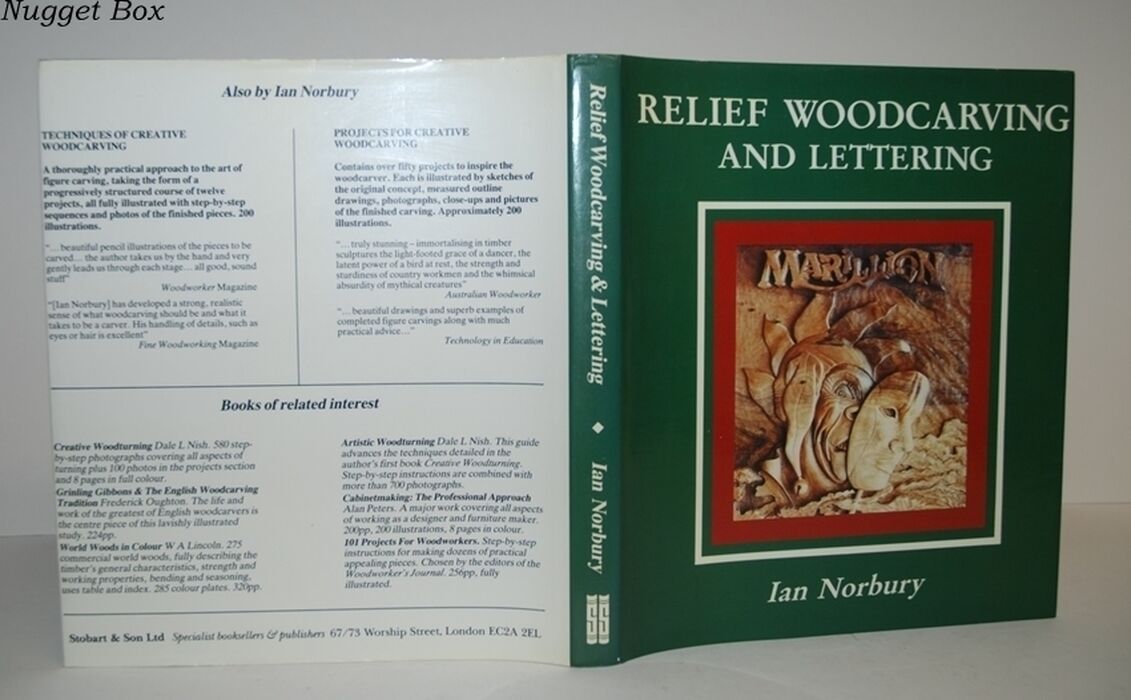 Nugget Box
Also by Ian Norbury
TECHNIQUES OF CREATIVE
WOODCARVING
A thoroughly practical approach to the art of
figure carving, taking the form of a
progressively structured course of twelve
projects, all fully illustrated with step-by-step
sequences and photos of the finished pieces. 200
illustrations.
"... beautiful pencil illustrations of the pieces to be
carved... the author takes us by the hand and very
gently leads us through each stage... all good, sound
stuff"
Woodworker Magazine
"[Ian Norbury] has developed a strong, realistic
sense of what woodcarving should be and what it
takes to be a carver. His handling of details, such as
eyes or hair is excellent"
Fine Woodworking Magazine
PROJECTS FOR CREATIVE
WOODCARVING
Contains over fifty projects to inspire the
woodcarver. Each is illustrated by sketches of
the original concept, measured outline
drawings, photographs, close-ups and pictures
of the finished carving. Approximately 200
illustrations.
"... truly stunning – immortalising in timber
sculptures the light-footed grace of a dancer, the
latent power of a bird at rest, the strength and
sturdiness of country workmen and the whimsical
absurdity of mythical creatures"
Australian Woodworker
"... beautiful drawings and superb examples of
completed figure carvings along with much
practical advice..."
Technology in Education
Books of related interest
Creative Woodturning Dale L Nish. 580 step-
by-step photographs covering all aspects of
turning plus 100 photos in the projects section
and 8 pages in full colour.
Grinling Gibbons & The English Woodcarving
Tradition Frederick Oughton. The life and
work of the greatest of English woodcarvers is
the centre piece of this lavishly illustrated
study. 224pp.
World Woods in Colour W A Lincoln. 275
commercial world woods, fully describing the
timber's general characteristics, strength and
working properties, bending and seasoning,
uses table and index. 285 colour plates. 320pp.
Artistic Woodturning Dale L Nish. This guide
advances the techniques detailed in the
author's first book Creative Woodturning.
Step-by-step instructions are combined with
more than 700 photographs.
Cabinetmaking: The Professional Approach
Alan Peters. A major work covering all aspects
of working as a designer and furniture maker.
200pp, 200 illustrations, 8 pages in colour.
101 Projects For Woodworkers. Step-by-step
instructions for making dozens of practical
appealing pieces. Chosen by the editors of the
Woodworker's Journal. 256pp, fully
illustrated.
Stobart & Son Ltd Specialist booksellers & publishers 67/73 Worship Street, London EC2A 2EL
Relief Woodcarving & Lettering ◆ Ian Norbury
SS
RELIEF WOODCARVING
AND LETTERING
MARILLION
Ian Norbury